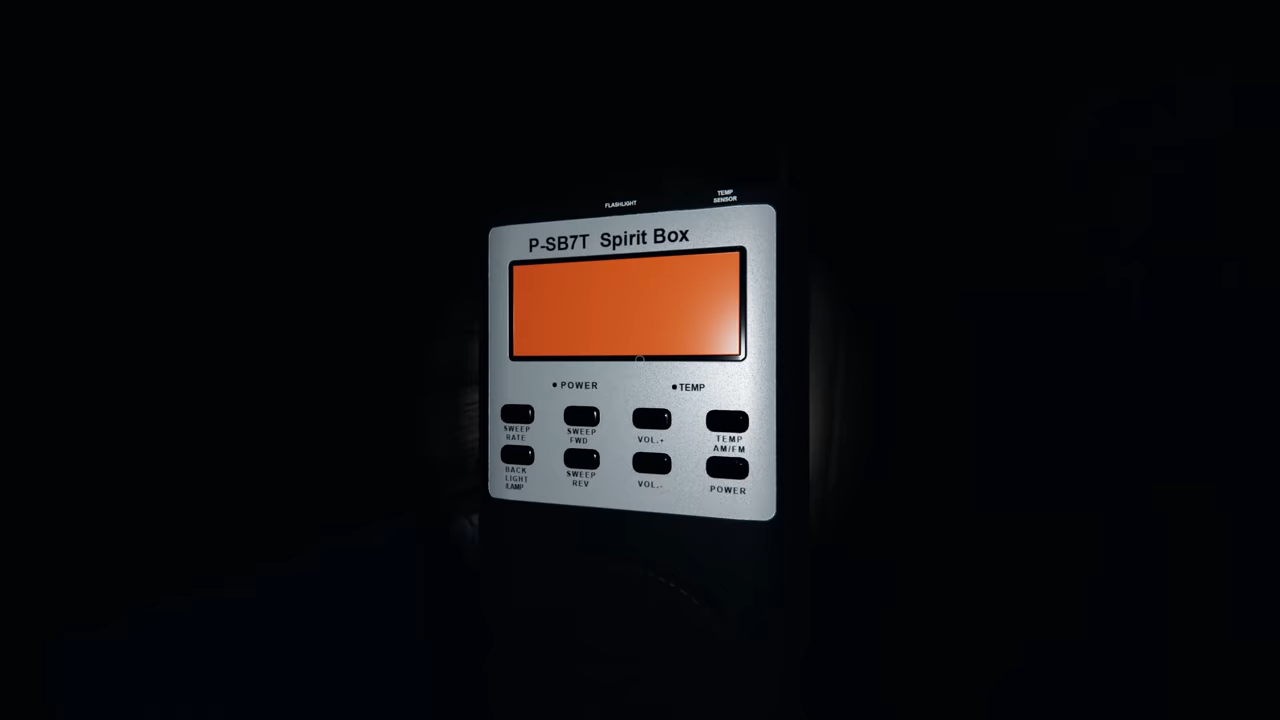 FLASHLIGHT
TEMP
SENSOR
P-SB7T Spirit Box
POWER
TEMP
SWEEP
RATE
SWEEP
FWD
VOL.+
TEMP
AM/FM
BACK
LIGHT
/LAMP
SWEEP
REV
VOL.-
POWER